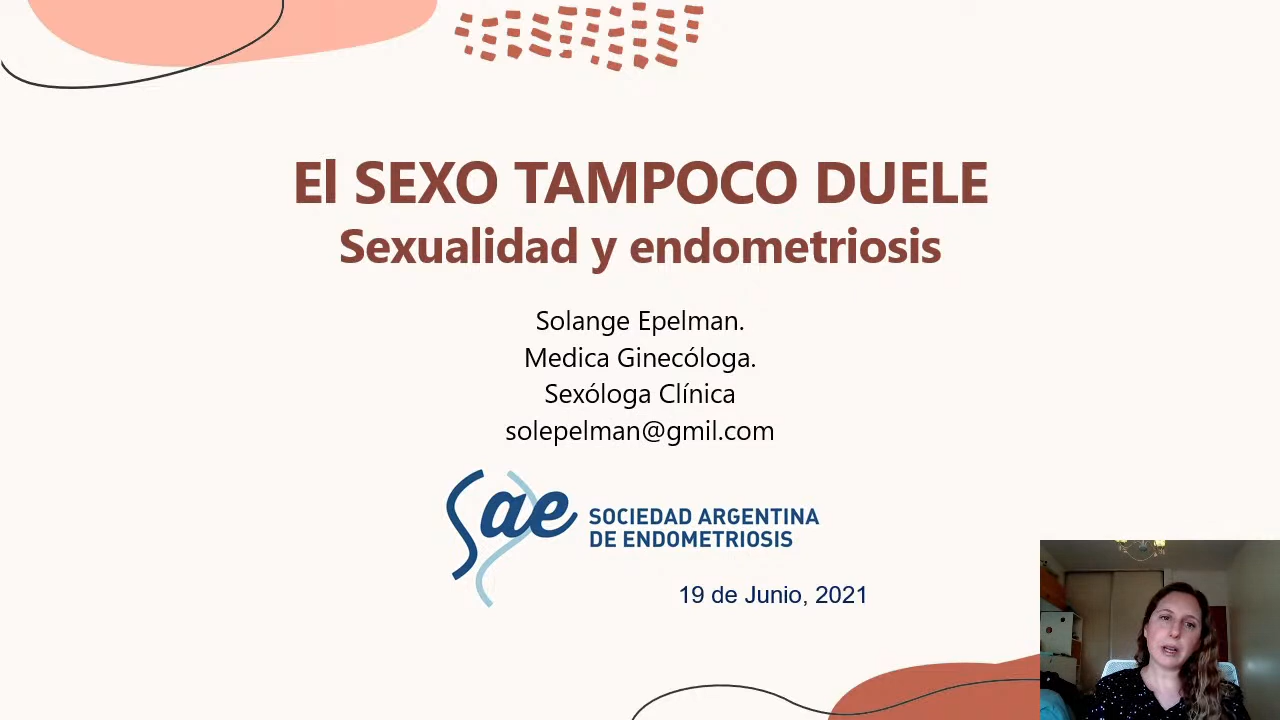 El SEXO TAMPOCO DUELE
Sexualidad y endometriosis
Solange Epelman.
Medica Ginecóloga.
Sexóloga Clínica
solepelman@gmil.com
Sae
SOCIEDAD ARGENTINA
DE ENDOMETRIOSIS
19 de Junio, 2021